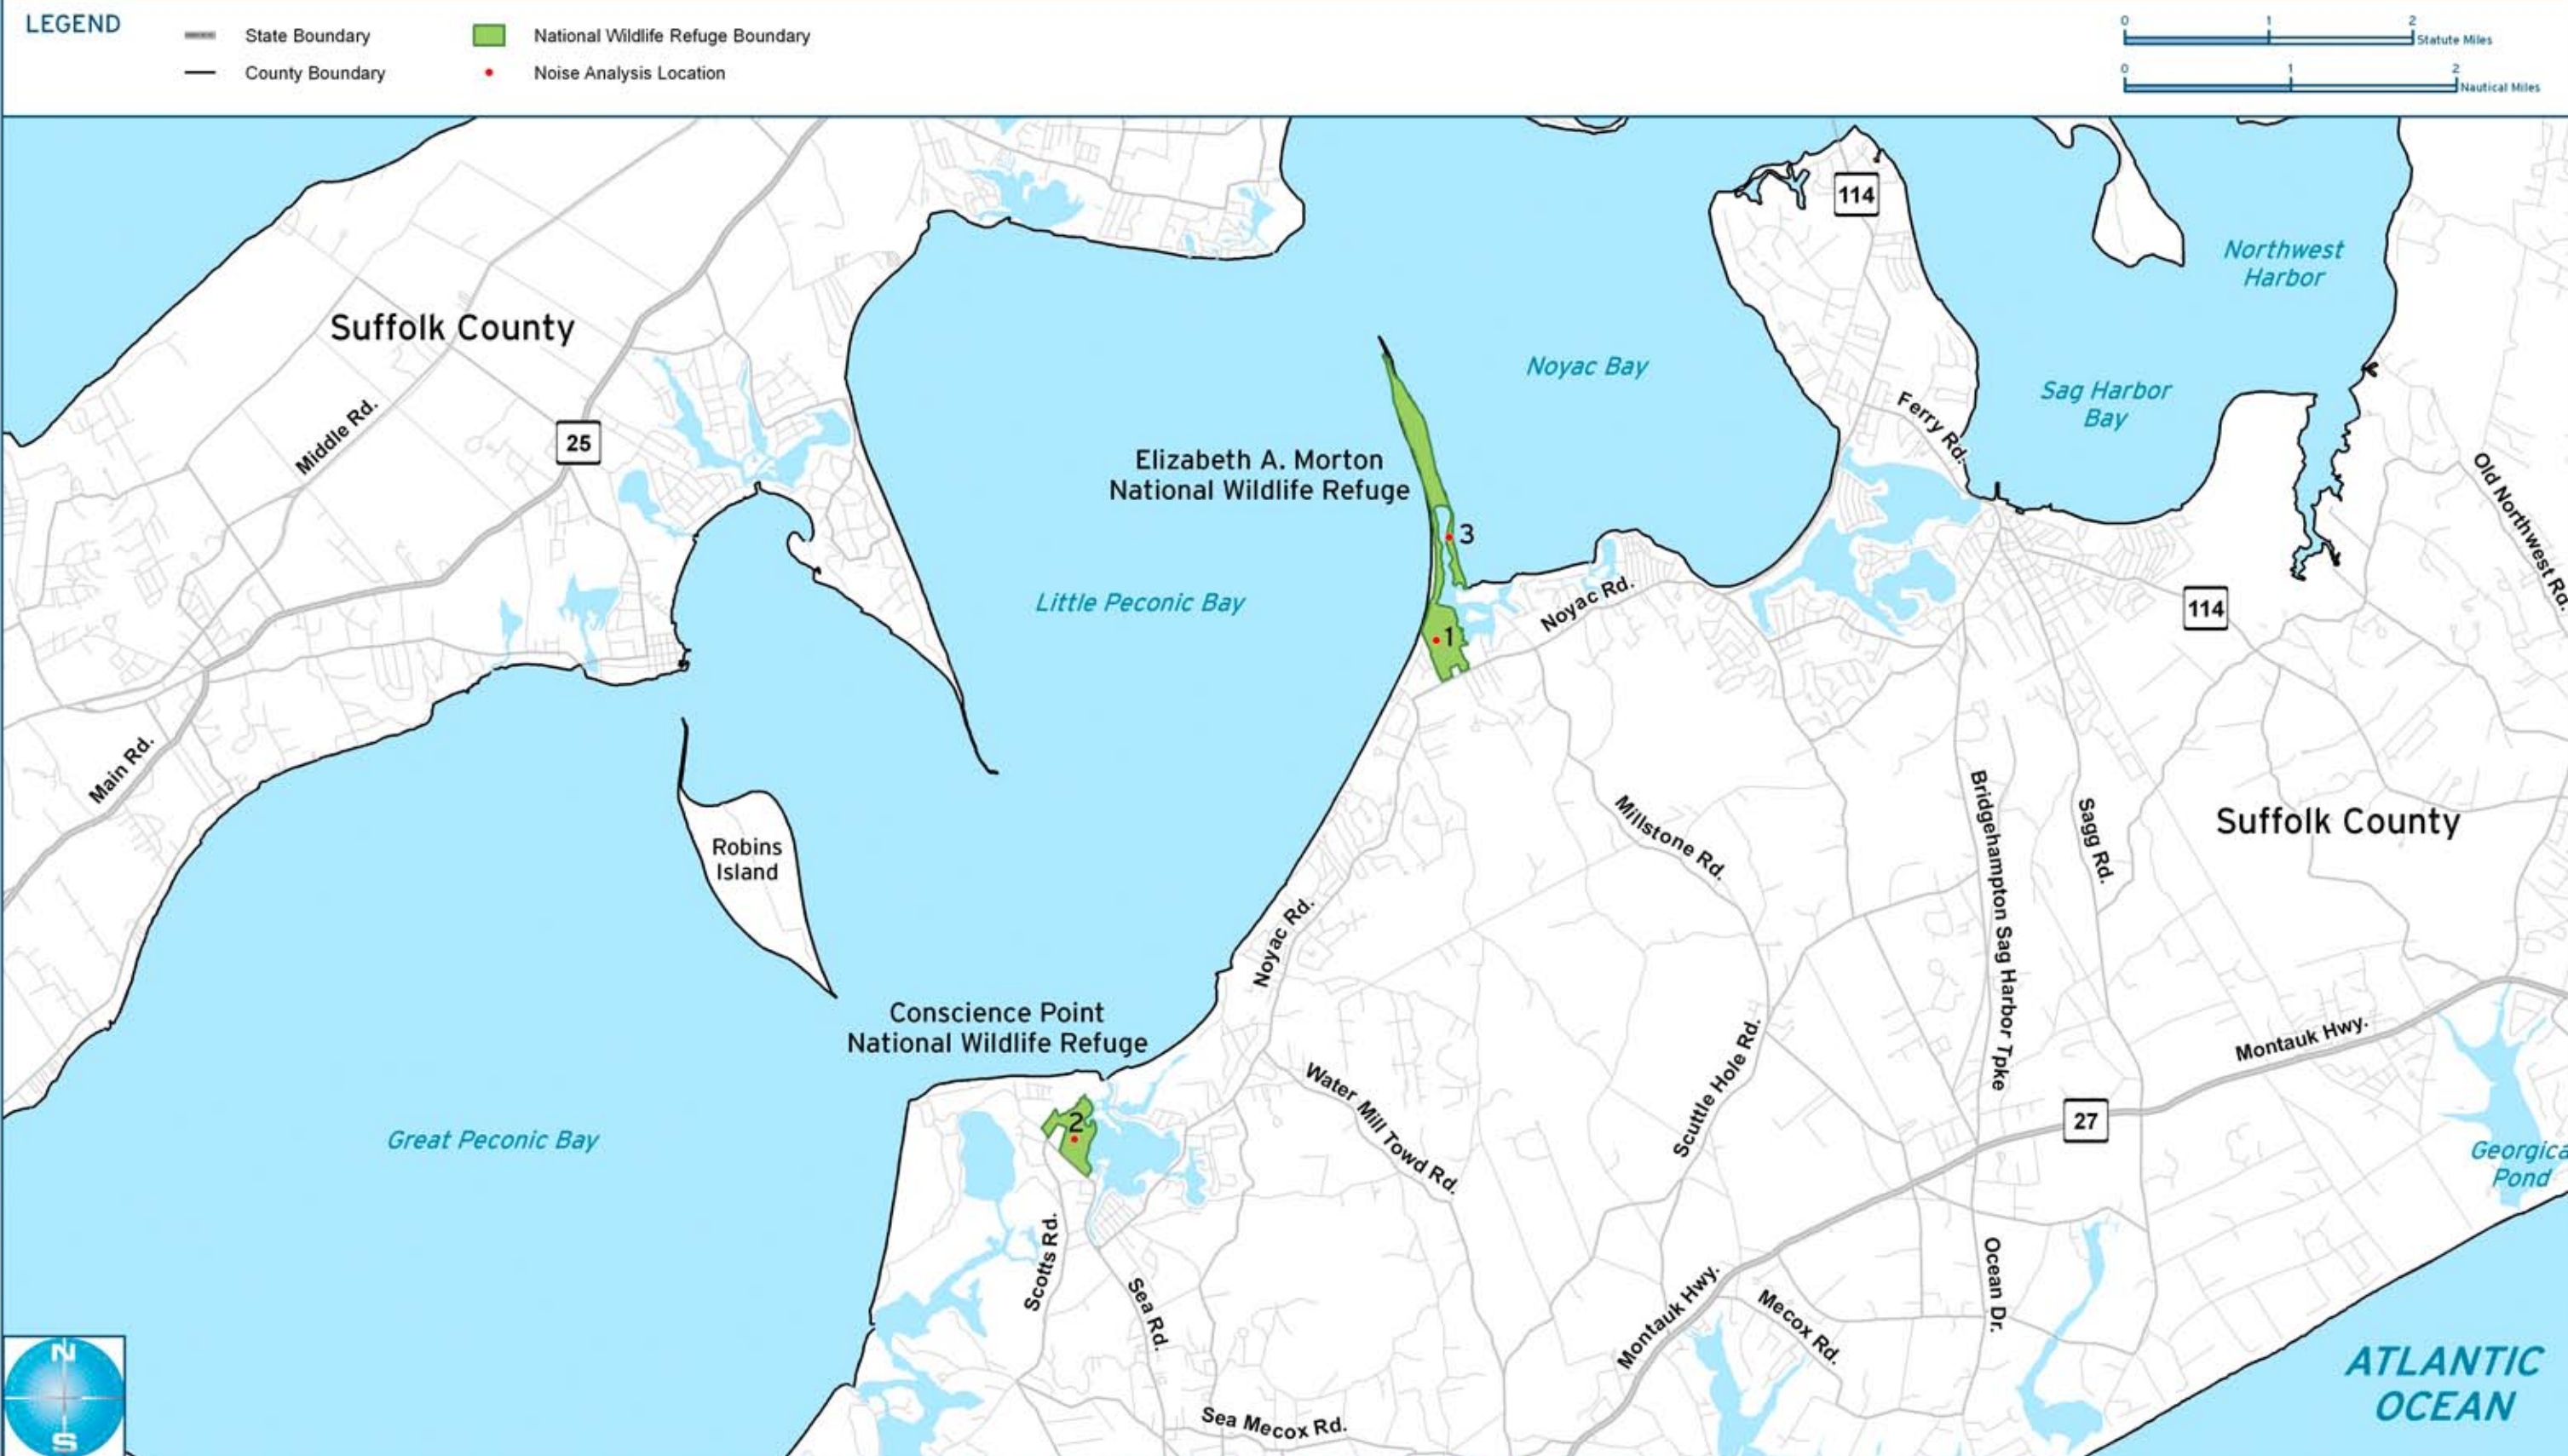 LEGEND
State Boundary
County Boundary
National Wildlife Refuge Boundary
Noise Analysis Location
0 1 2
Statute Miles
0 1 2
Nautical Miles
114
Northwest
Harbor
Suffolk County
Noyac Bay
Sag Harbor
Bay
Ferry Rd.
Middle Rd.
25
Elizabeth A. Morton
National Wildlife Refuge
Old Northwest Rd.
3
Little Peconic Bay
Noyac Rd.
114
1
Main Rd.
Robins
Island
Millstone Rd.
Bridgehampton Sag Harbor Tpke
Sagg Rd.
Suffolk County
Noyac Rd.
Conscience Point
National Wildlife Refuge
Water Mill Towd Rd.
Scuttle Hole Rd.
Montauk Hwy.
27
2
Great Peconic Bay
Georgica
Pond
Scotts Rd.
Sea Rd.
Montauk Hwy.
Mecox Rd.
Ocean Dr.
Sea Mecox Rd.
ATLANTIC
OCEAN
N
S